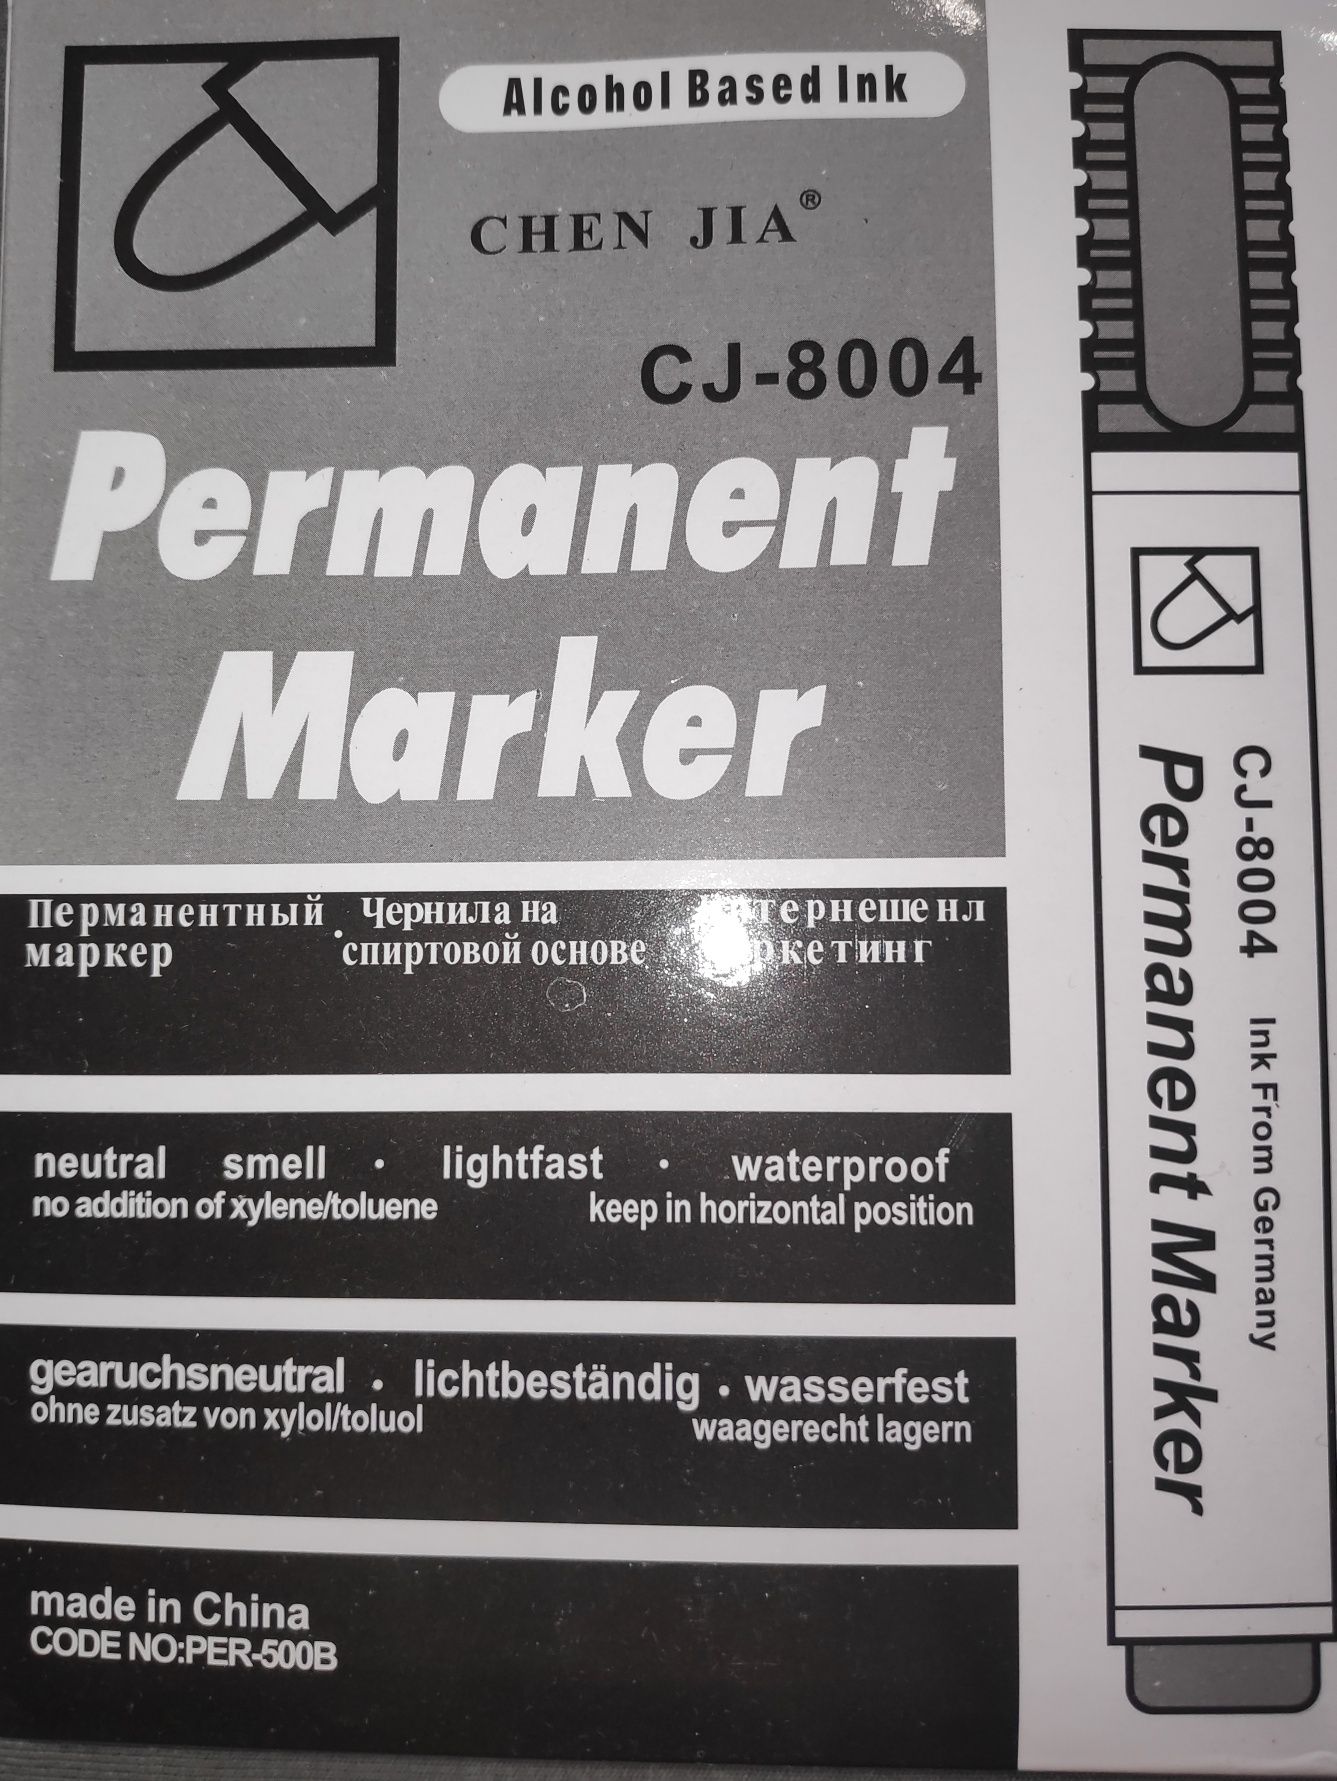 Alcohol Based Ink
CHEN JIA®
CJ-8004
Permanent
Marker
Перманентный
маркер
Чернила на
спиртовой основе
neutral smell · lightfast · waterproof
no addition of xylene/toluene keep in horizontal position
gearuchsneutral · lichtbeständig · wasserfest
ohne zusatz von xylol/toluol waagerecht lagern
made in China
CODE NO:PER-500B
CJ-8004 Ink From Germany
Permanent Marker